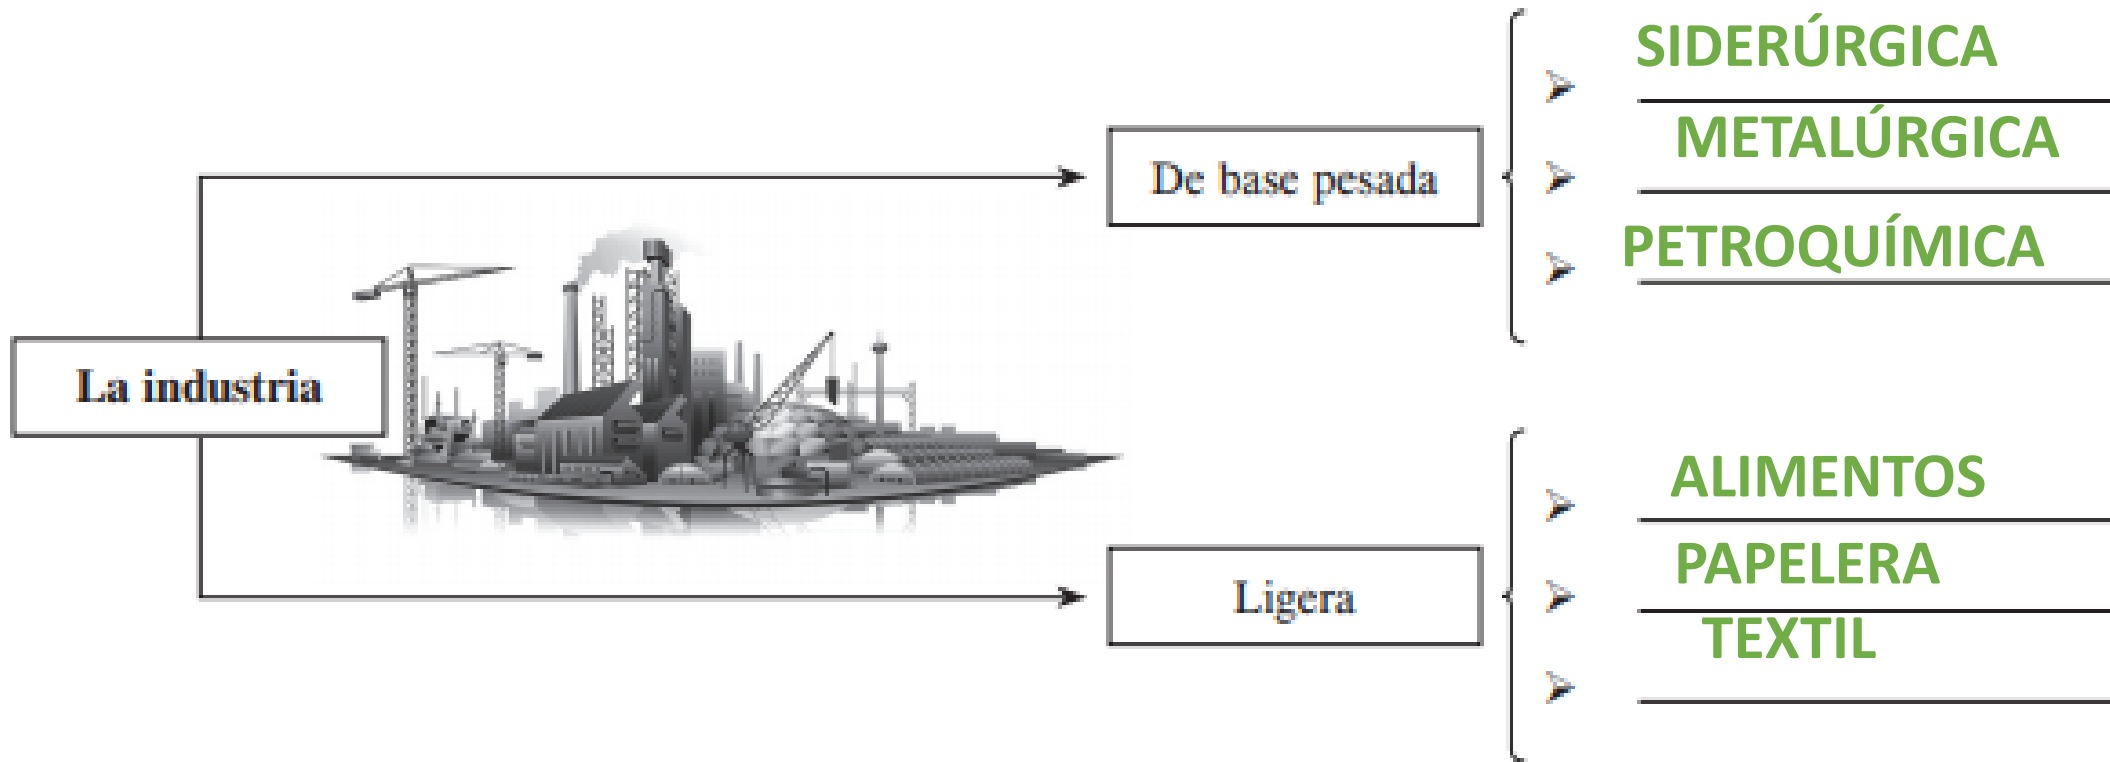 La industria
De base pesada
SIDERÚRGICA
METALÚRGICA
PETROQUÍMICA
Ligera
ALIMENTOS
PAPELERA
TEXTIL